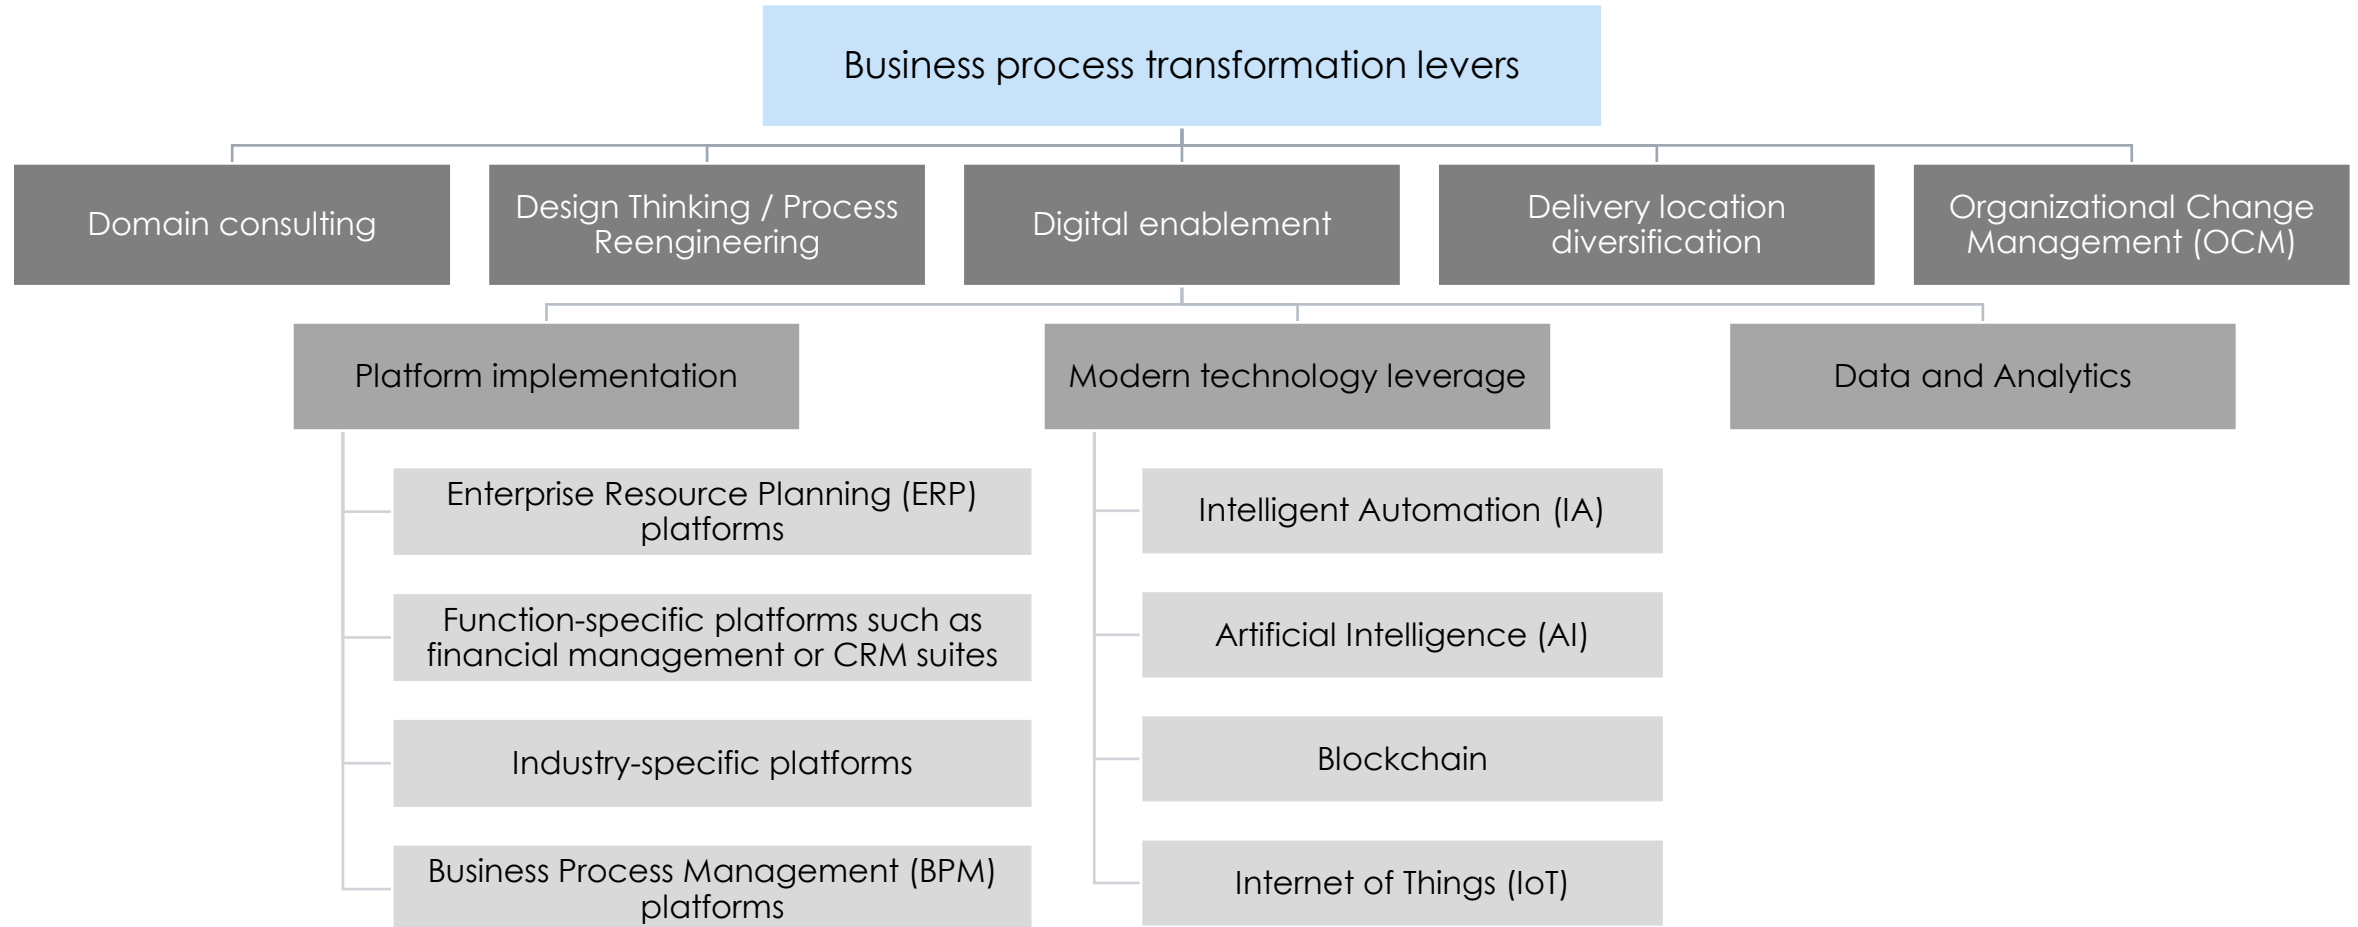 Business process transformation levers
Domain consulting
Design Thinking / Process
Reengineering
Digital enablement
Delivery location
diversification
Organizational Change
Management (OCM)
Platform implementation
Modern technology leverage
Data and Analytics
Enterprise Resource Planning (ERP)
platforms
Function-specific platforms such as
financial management or CRM suites
Industry-specific platforms
Business Process Management (BPM)
platforms
Intelligent Automation (IA)
Artificial Intelligence (AI)
Blockchain
Internet of Things (IoT)